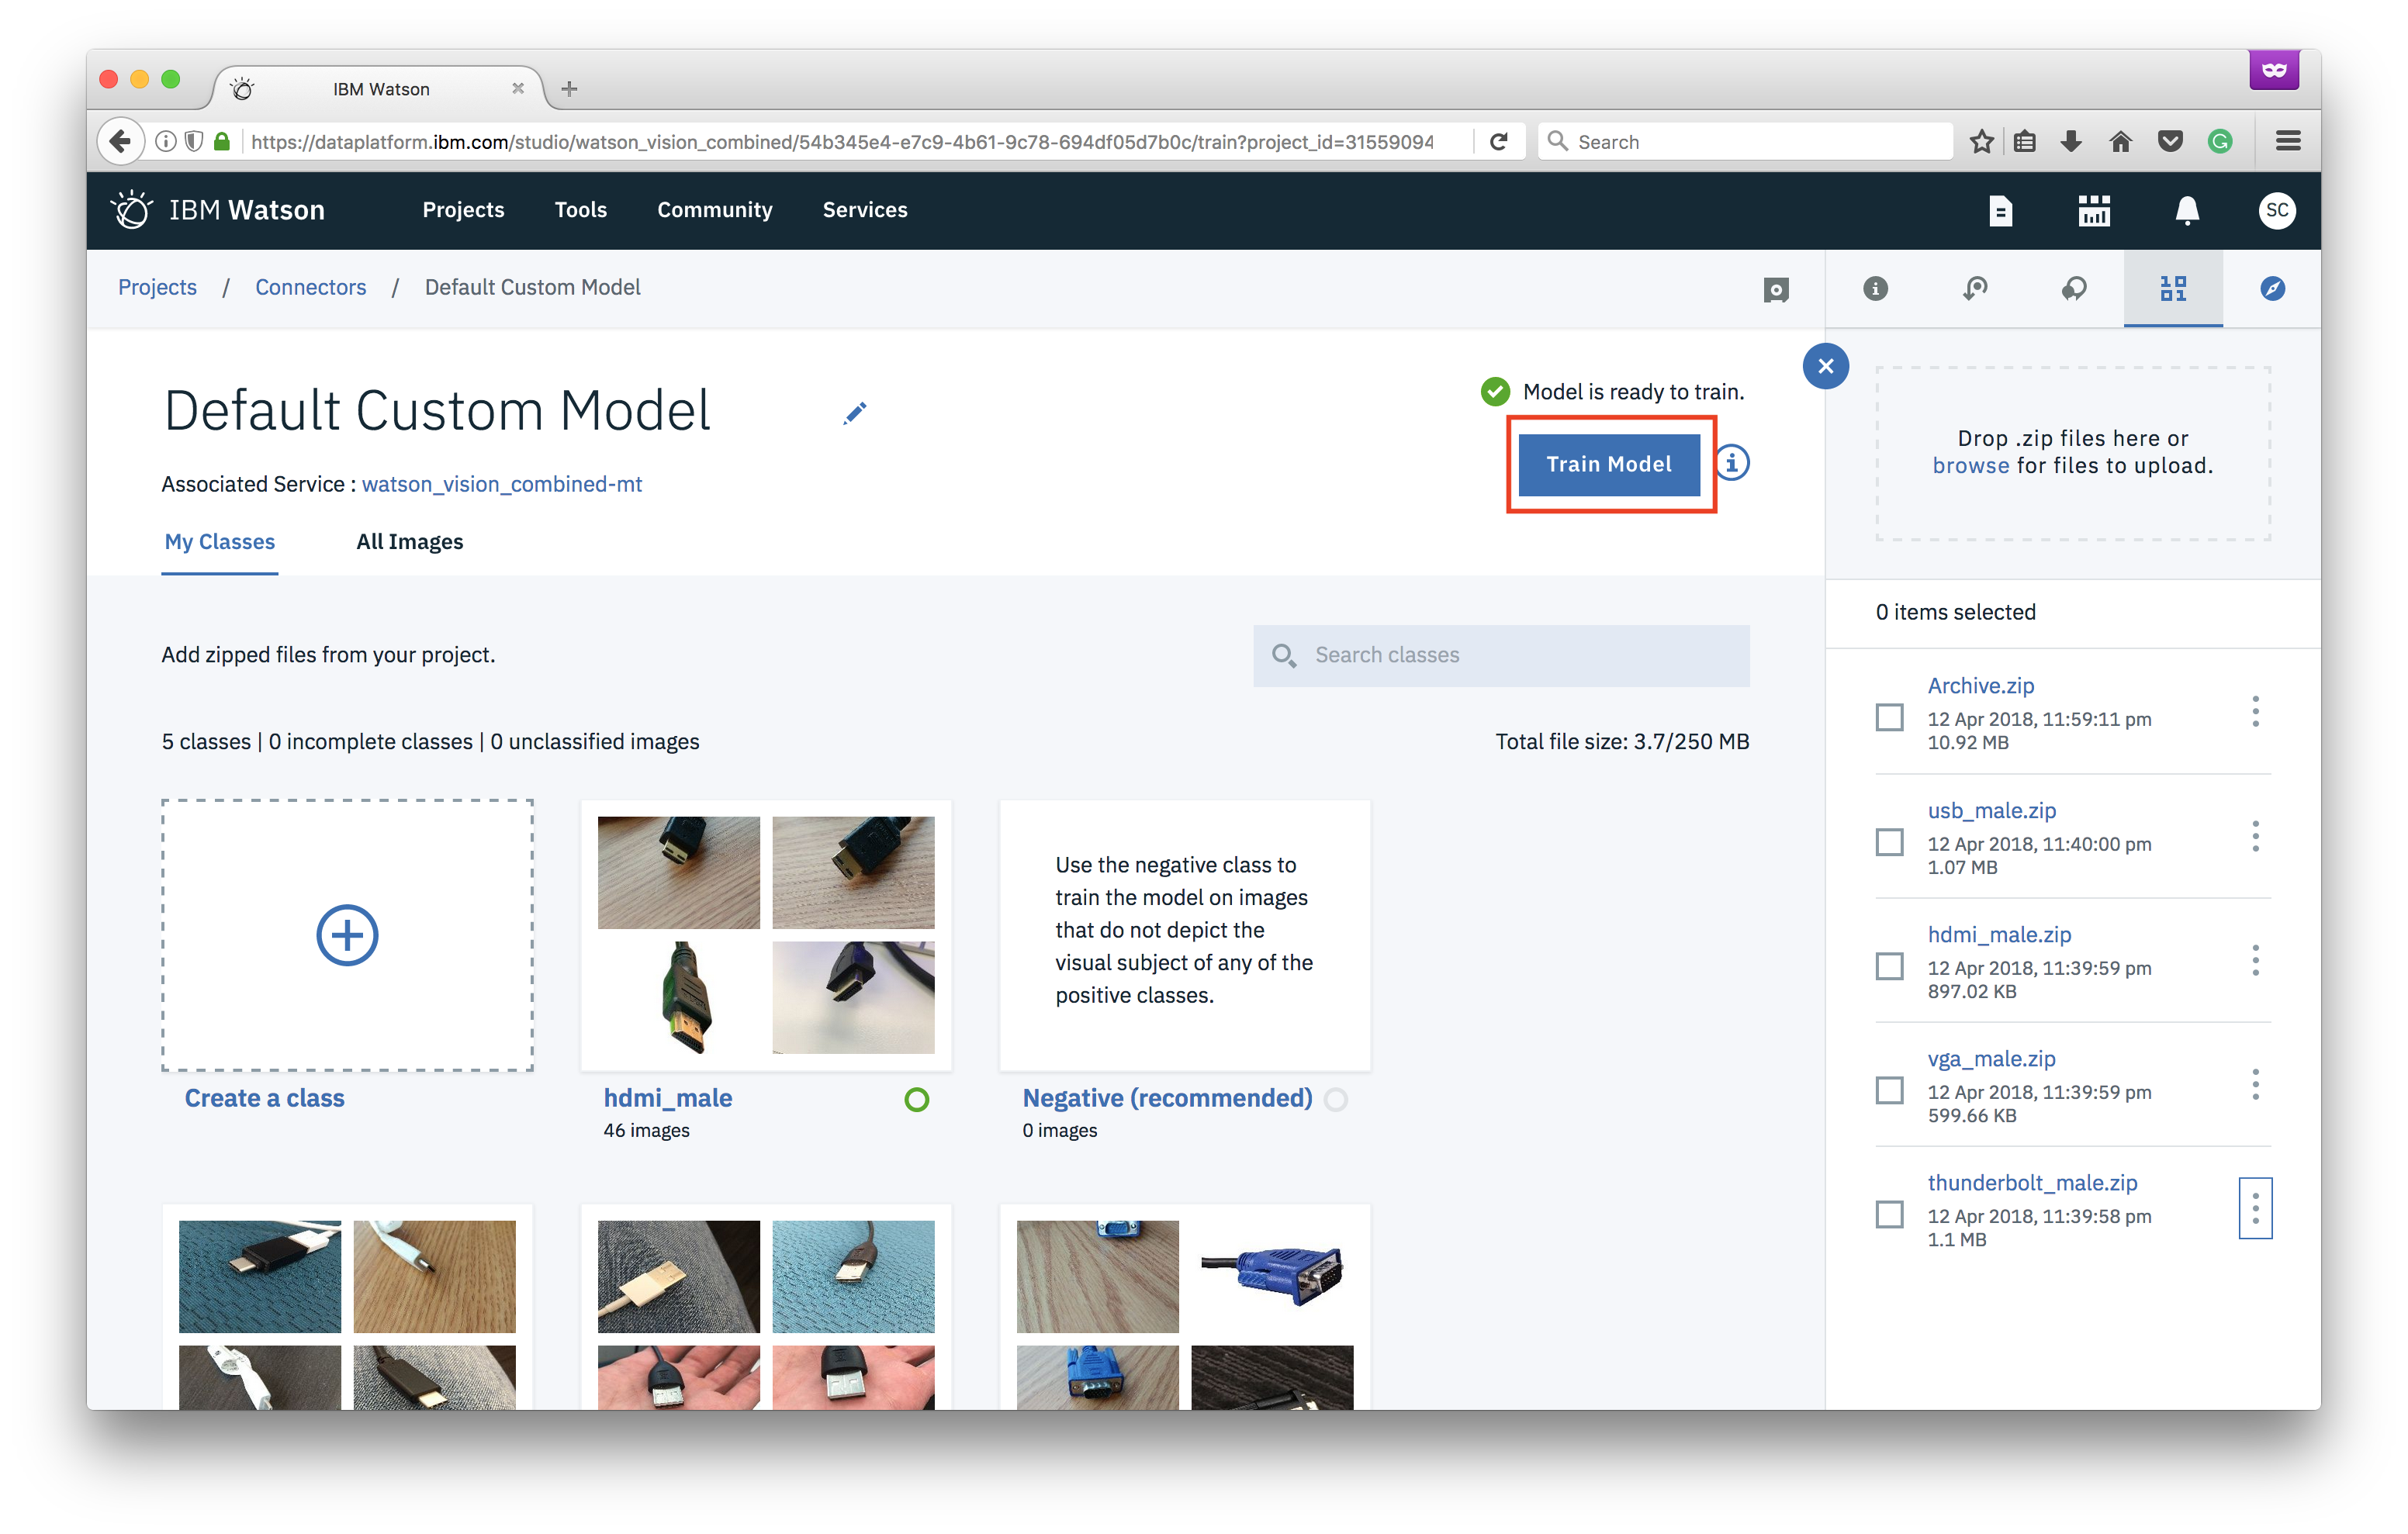 IBM Watson
https://dataplatform.ibm.com/studio/watson_vision_combined/54b345e4-e7c9-4b61-9c78-694df05d7b0c/train?project_id=31559094
Search
IBM Watson
Projects
Tools
Community
Services
SC
Projects / Connectors / Default Custom Model
Default Custom Model
Model is ready to train.
Train Model
Associated Service : watson_vision_combined-mt
My Classes
All Images
Add zipped files from your project.
Search classes
5 classes | 0 incomplete classes | 0 unclassified images
Total file size: 3.7/250 MB
Create a class
hdmi_male
46 images
Use the negative class to
train the model on images
that do not depict the
visual subject of any of the
positive classes.
Negative (recommended)
0 images
Drop .zip files here or
browse for files to upload.
0 items selected
Archive.zip
12 Apr 2018, 11:59:11 pm
10.92 MB
usb_male.zip
12 Apr 2018, 11:40:00 pm
1.07 MB
hdmi_male.zip
12 Apr 2018, 11:39:59 pm
897.02 KB
vga_male.zip
12 Apr 2018, 11:39:59 pm
599.66 KB
thunderbolt_male.zip
12 Apr 2018, 11:39:58 pm
1.1 MB